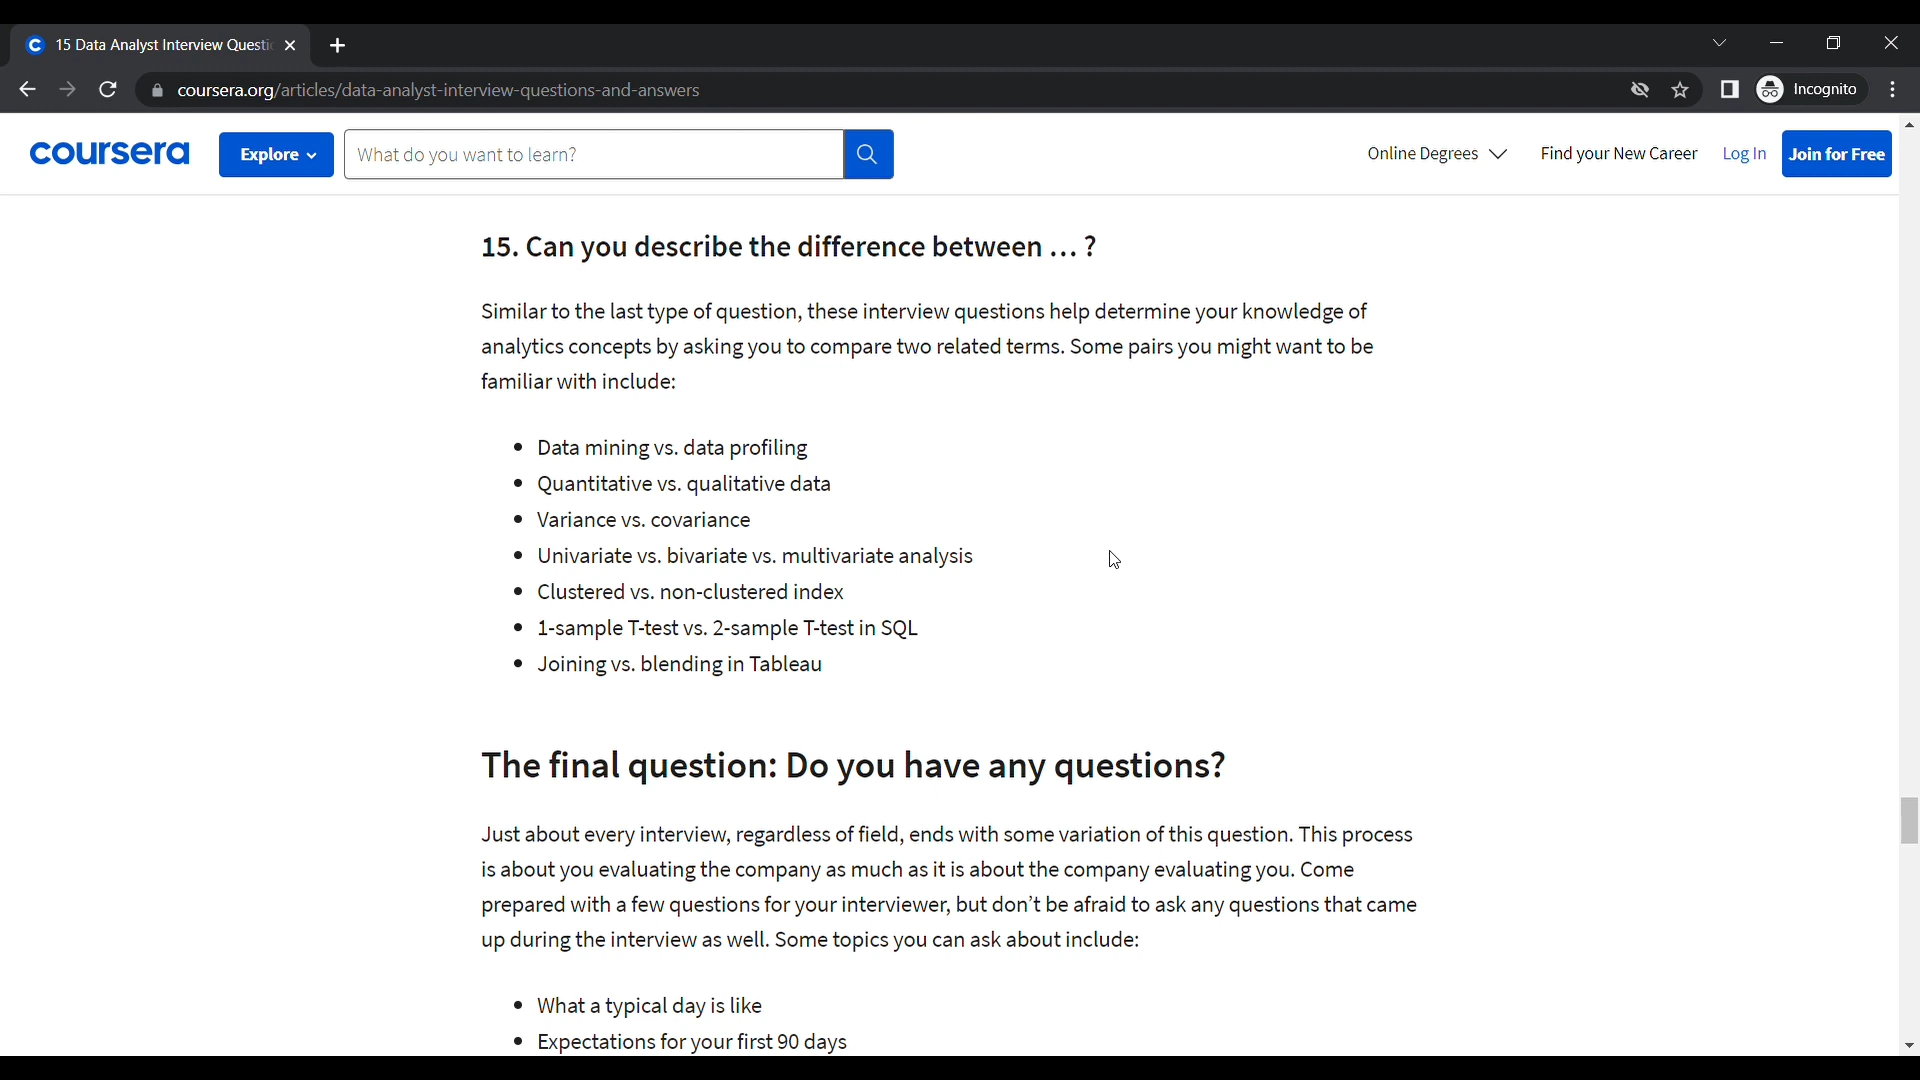 15 Data Analyst Interview Questi
coursera.org/articles/data-analyst-interview-questions-and-answers
Incognito
coursera
Explore
What do you want to learn?
Online Degrees
Find your New Career
Log In
Join for Free
15. Can you describe the difference between … ?
Similar to the last type of question, these interview questions help determine your knowledge of
analytics concepts by asking you to compare two related terms. Some pairs you might want to be
familiar with include:
• Data mining vs. data profiling
• Quantitative vs. qualitative data
• Variance vs. covariance
• Univariate vs. bivariate vs. multivariate analysis
• Clustered vs. non-clustered index
• 1-sample T-test vs. 2-sample T-test in SQL
• Joining vs. blending in Tableau
The final question: Do you have any questions?
Just about every interview, regardless of field, ends with some variation of this question. This process
is about you evaluating the company as much as it is about the company evaluating you. Come
prepared with a few questions for your interviewer, but don’t be afraid to ask any questions that came
up during the interview as well. Some topics you can ask about include:
• What a typical day is like
• Expectations for your first 90 days